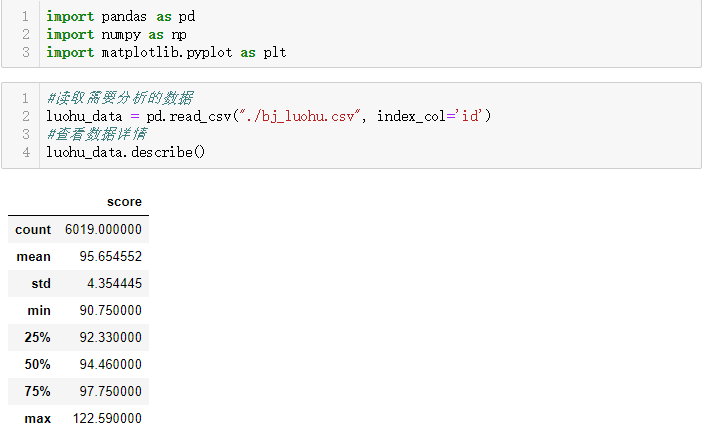 1 import pandas as pd
2 import numpy as np
3 import matplotlib.pyplot as plt
1 #读取需要分析的数据
2 luohu_data = pd.read_csv("./bj_luohu.csv", index_col='id')
3 #查看数据详情
4 luohu_data.describe()
score
count 6019.000000
mean 95.654552
std 4.354445
min 90.750000
25% 92.330000
50% 94.460000
75% 97.750000
max 122.590000